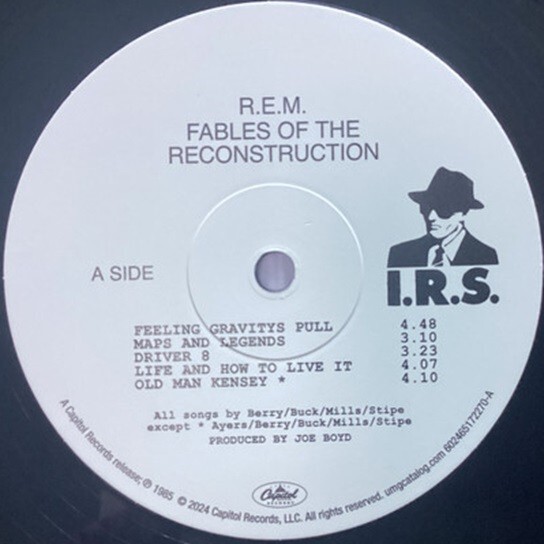 R.E.M.
FABLES OF THE
RECONSTRUCTION
A SIDE
I.R.S.
FEELING GRAVITYS PULL 4.48
MAPS AND LEGENDS 3.10
DRIVER 8 3.23
LIFE AND HOW TO LIVE IT 4.07
OLD MAN KENSEY * 4.10
All songs by Berry/Buck/Mills/Stipe
except * Ayers/Berry/Buck/Mills/Stipe
PRODUCED BY JOE BOYD
Capitol
RECORDS
A Capitol Records release; ℗ 1985 © 2024 Capitol Records, LLC. All rights reserved. umgcatalog.com 602465172270-A